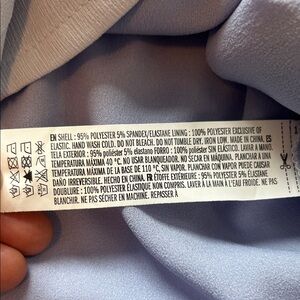 EN SHELL : 95% POLYESTER 5% SPANDEX/ELASTANE LINING : 100% POLYESTER EXCLUSIVE OF
ELASTIC. HAND WASH COLD. DO NOT BLEACH. DO NOT TUMBLE DRY. IRON LOW. MADE IN CHINA. ES
TELA EXTERIOR : 95% poliéster 5% elastano FORRO : 100% poliéster SIN ELÁSTICO. LAVAR A MANO.
TEMPERATURA MÁXIMA 40 °C. NO USAR BLANQUEADOR. NO SECAR EN MÁQUINA. PLANCHAR A UNA
TEMPERATURA MÁXIMA DE LA BASE DE 110 °C, SIN VAPOR. PLANCHAR CON VAPOR PUEDE CAUSAR
DAÑO IRREVERSIBLE. HECHO EN CHINA. FR ÉTOFFE EXTÉRIEURE : 95% POLYESTER 5% ÉLASTHANNE
DOUBLURE : 100% POLYESTER ÉLASTIQUE NON COMPRIS. LAVER À LA MAIN À L'EAU FROIDE. NE PAS
BLANCHIR. NE PAS SÉCHER EN MACHINE. REPASSER À